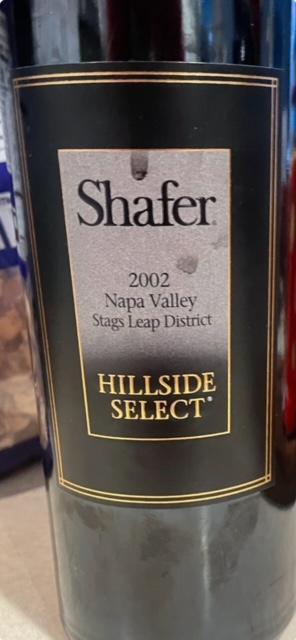 Shafer
2002
Napa Valley
Stags Leap District
HILLSIDE
SELECT®